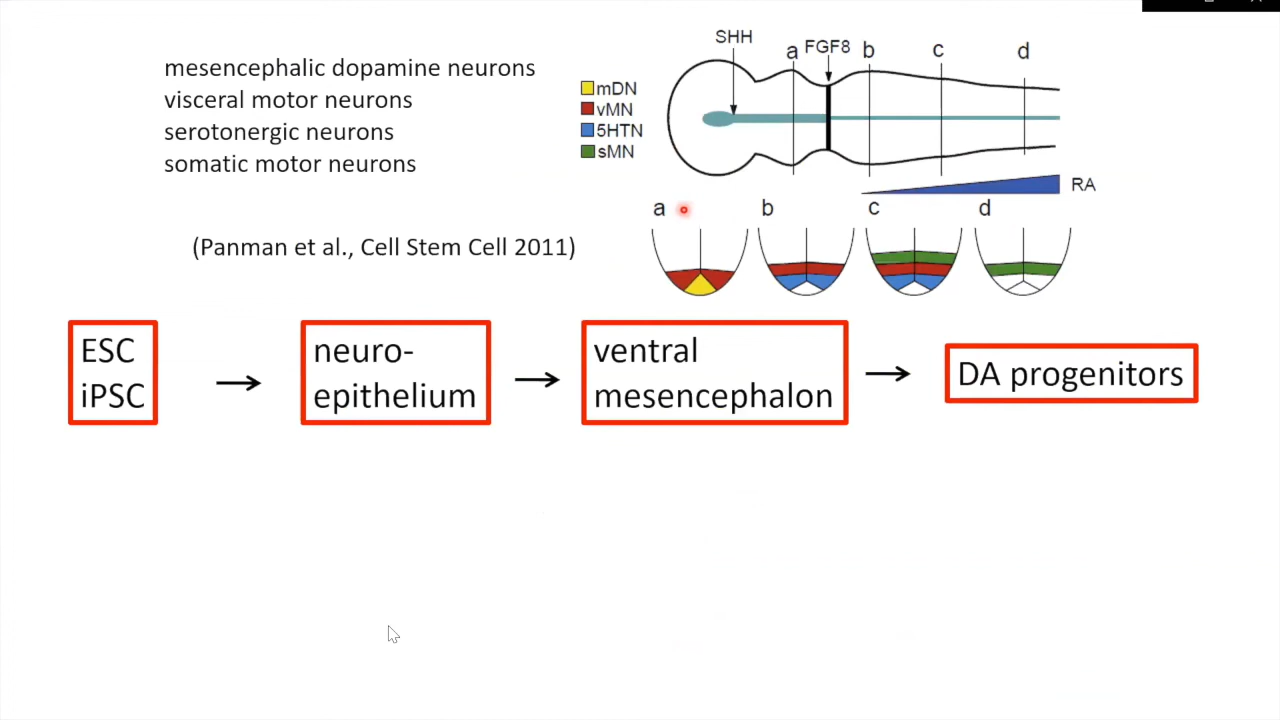 mesencephalic dopamine neurons
visceral motor neurons
serotonergic neurons
somatic motor neurons
(Panman et al., Cell Stem Cell 2011)
SHH
a
FGF8
b
c
d
mDN
vMN
5HTN
sMN
RA
a
b
c
d
ESC
iPSC
neuro-
epithelium
ventral
mesencephalon
DA progenitors